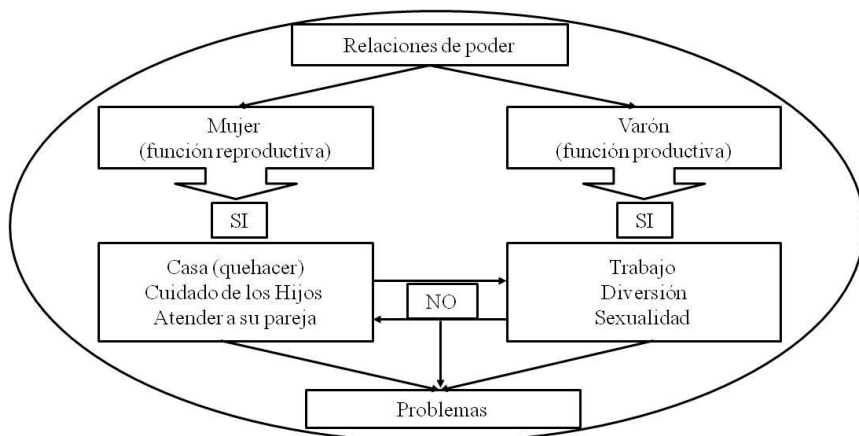 Relaciones de poder
Mujer
(función reproductiva)
Varón
(función productiva)
SI
SI
Casa (quehacer)
Cuidado de los Hijos
Atender a su pareja
NO
Trabajo
Diversión
Sexualidad
Problemas